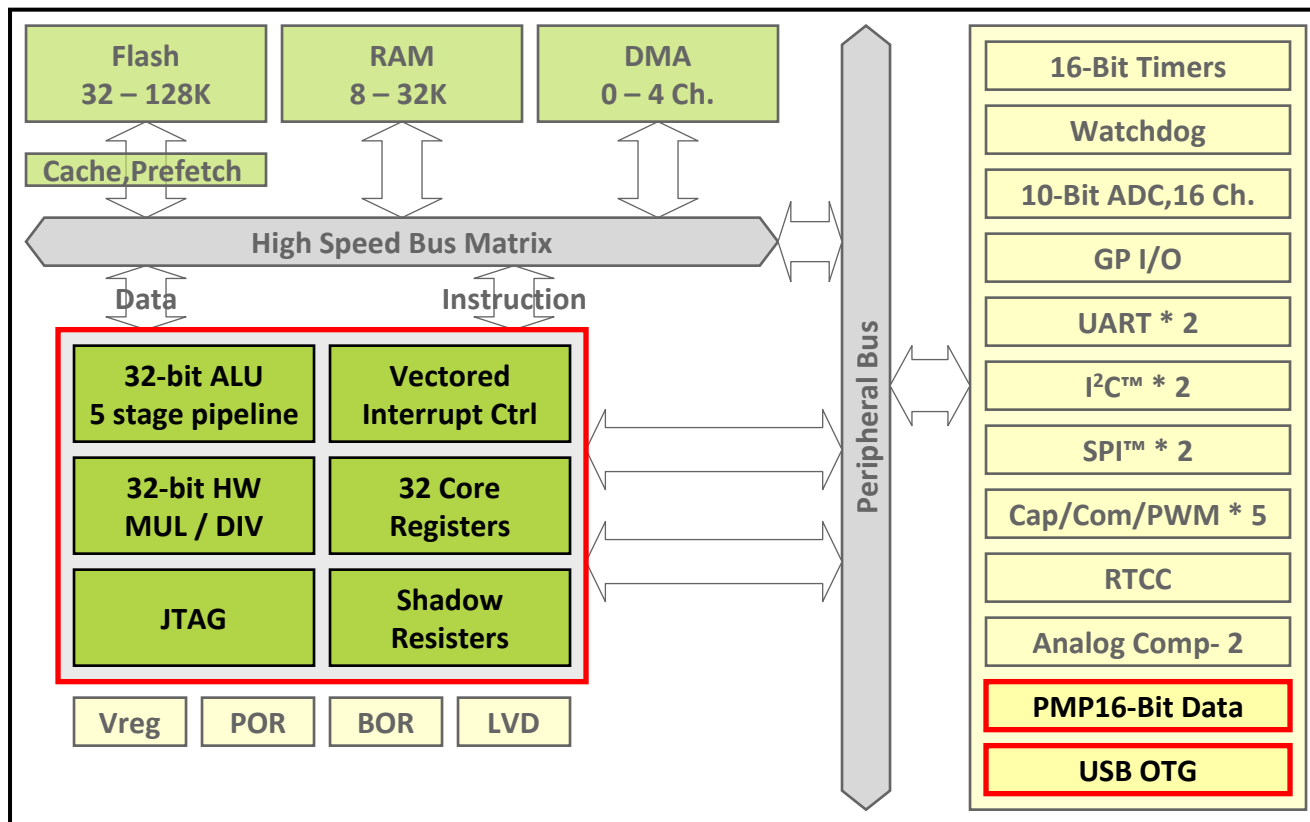 Flash
32 – 128K
RAM
8 – 32K
DMA
0 – 4 Ch.
Cache,Prefetch
High Speed Bus Matrix
Data
Instruction
32-bit ALU
5 stage pipeline
Vectored
Interrupt Ctrl
32-bit HW
MUL / DIV
32 Core
Registers
JTAG
Shadow
Resisters
Vreg
POR
BOR
LVD
Peripheral Bus
16-Bit Timers
Watchdog
10-Bit ADC,16 Ch.
GP I/O
UART * 2
I²C™ * 2
SPI™ * 2
Cap/Com/PWM * 5
RTCC
Analog Comp- 2
PMP16-Bit Data
USB OTG